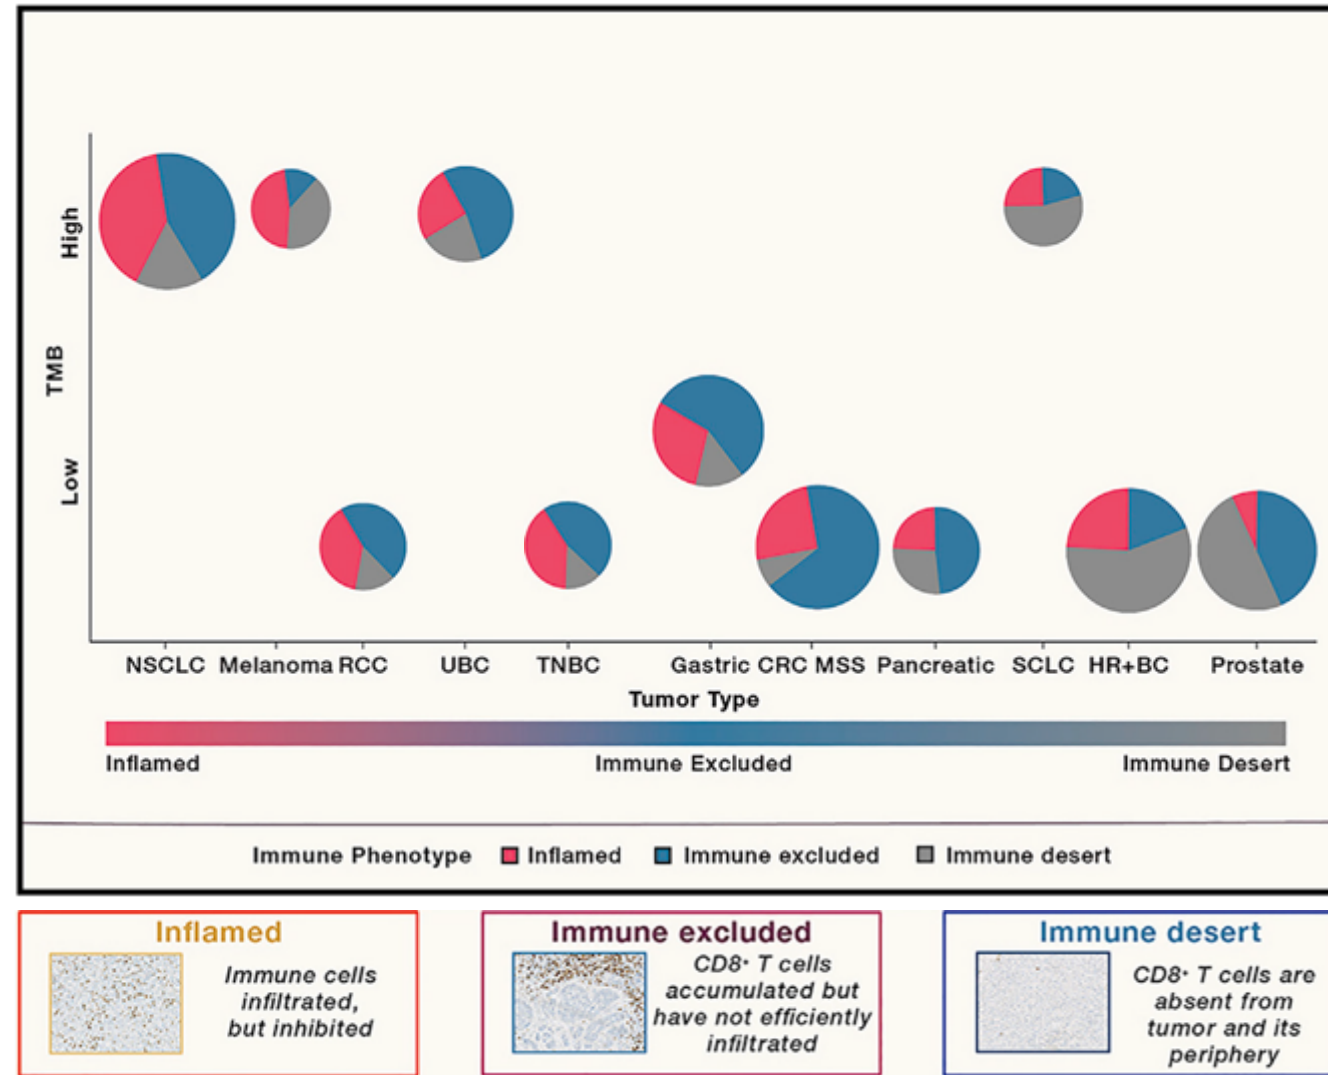 High
TMB
Low
NSCLC Melanoma RCC UBC TNBC Gastric CRC MSS Pancreatic SCLC HR+BC Prostate
Tumor Type
Inflamed Immune Excluded Immune Desert
Immune Phenotype Inflamed Immune excluded Immune desert
Inflamed
Immune cells
infiltrated,
but inhibited
Immune excluded
CD8+ T cells
accumulated but
have not efficiently
infiltrated
Immune desert
CD8+ T cells are
absent from
tumor and its
periphery